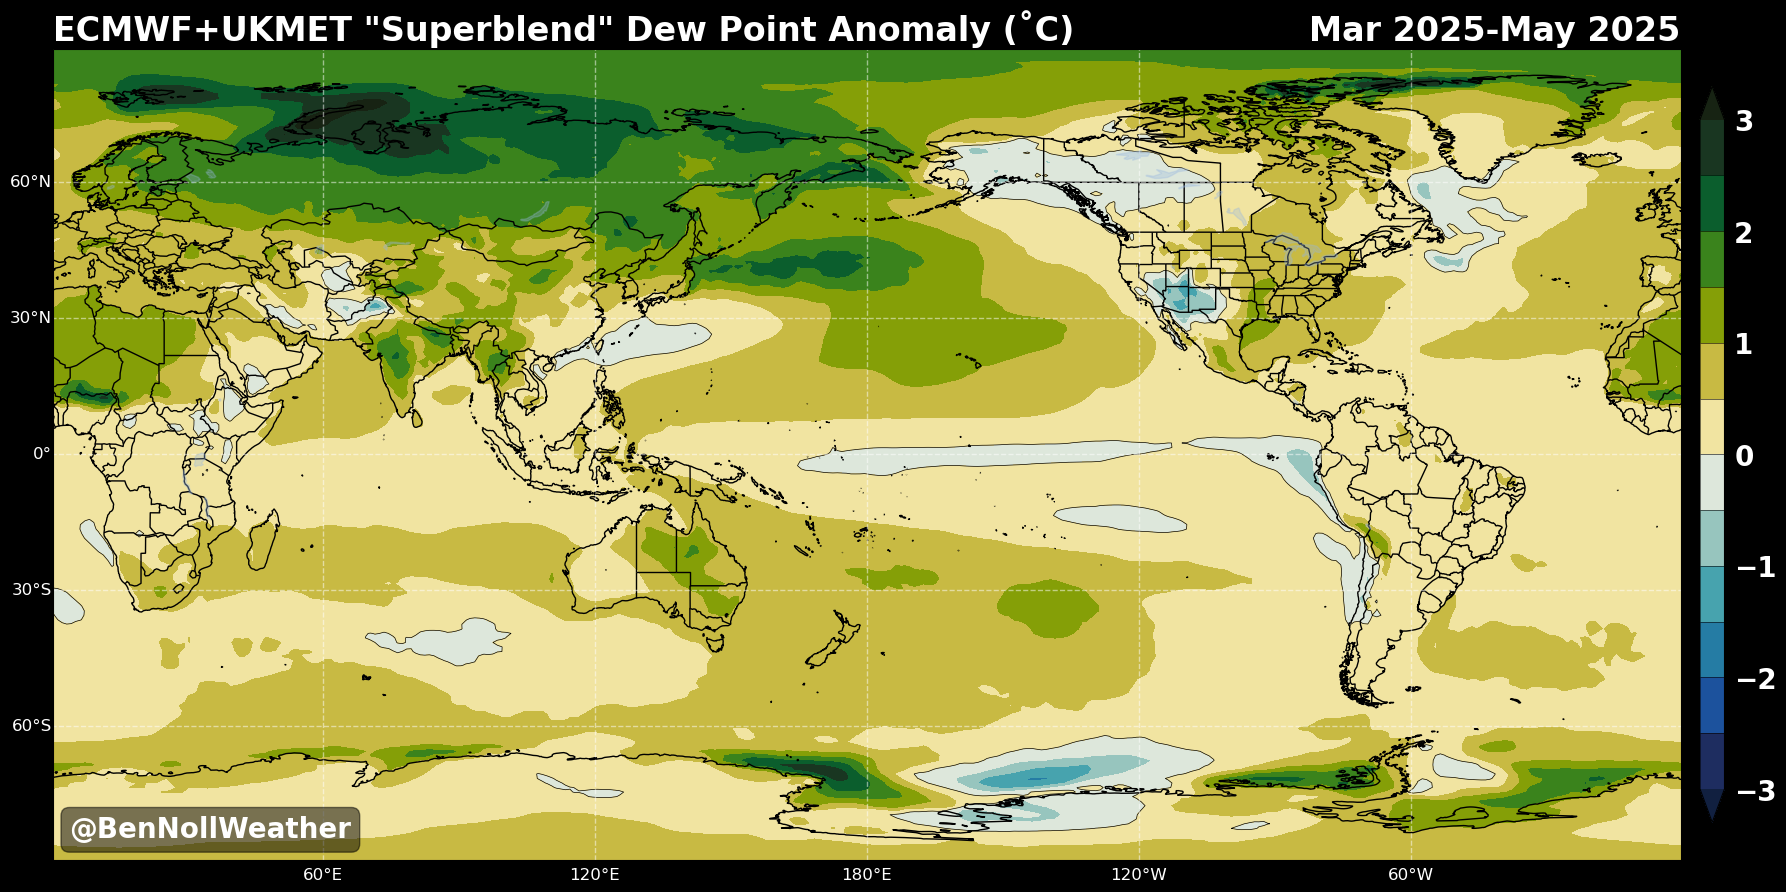 ECMWF+UKMET "Superblend" Dew Point Anomaly (˚C)
Mar 2025-May 2025
3
2
1
0
−1
−2
−3
60°N
30°N
0°
30°S
60°S
60°E
120°E
180°E
120°W
60°W
@BenNollWeather